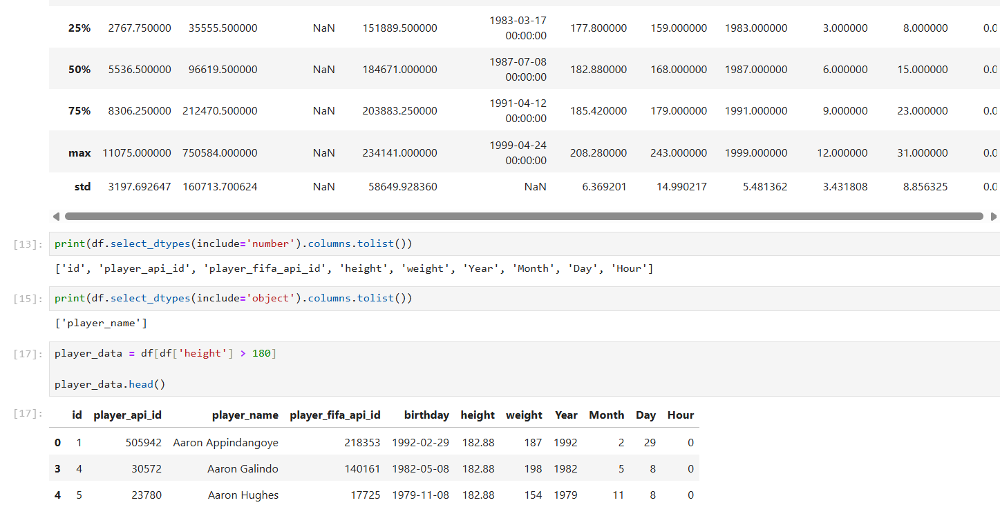 1983-03-17
25% 2767.750000 35555.500000 NaN 151889.500000 177.800000 159.000000 1983.000000 3.000000 8.000000 0.0
00:00:00
1987-07-08
50% 5536.500000 96619.500000 NaN 184671.000000 182.880000 168.000000 1987.000000 6.000000 15.000000 0.0
00:00:00
1991-04-12
75% 8306.250000 212470.500000 NaN 203883.250000 185.420000 179.000000 1991.000000 9.000000 23.000000 0.0
00:00:00
1999-04-24
max 11075.000000 750584.000000 NaN 234141.000000 208.280000 243.000000 1999.000000 12.000000 31.000000 0.0
00:00:00
std 3197.692647 160713.700624 NaN 58649.928360 NaN 6.369201 14.990217 5.481362 3.431808 8.856325 0.0
[13]: print(df.select_dtypes(include='number').columns.tolist())
['id', 'player_api_id', 'player_fifa_api_id', 'height', 'weight', 'Year', 'Month', 'Day', 'Hour']
[15]: print(df.select_dtypes(include='object').columns.tolist())
['player_name']
[17]: player_data = df[df['height'] > 180]
player_data.head()
[17]: id player_api_id player_name player_fifa_api_id birthday height weight Year Month Day Hour
0 1 505942 Aaron Appindangoye 218353 1992-02-29 182.88 187 1992 2 29 0
3 4 30572 Aaron Galindo 140161 1982-05-08 182.88 198 1982 5 8 0
4 5 23780 Aaron Hughes 17725 1979-11-08 182.88 154 1979 11 8 0